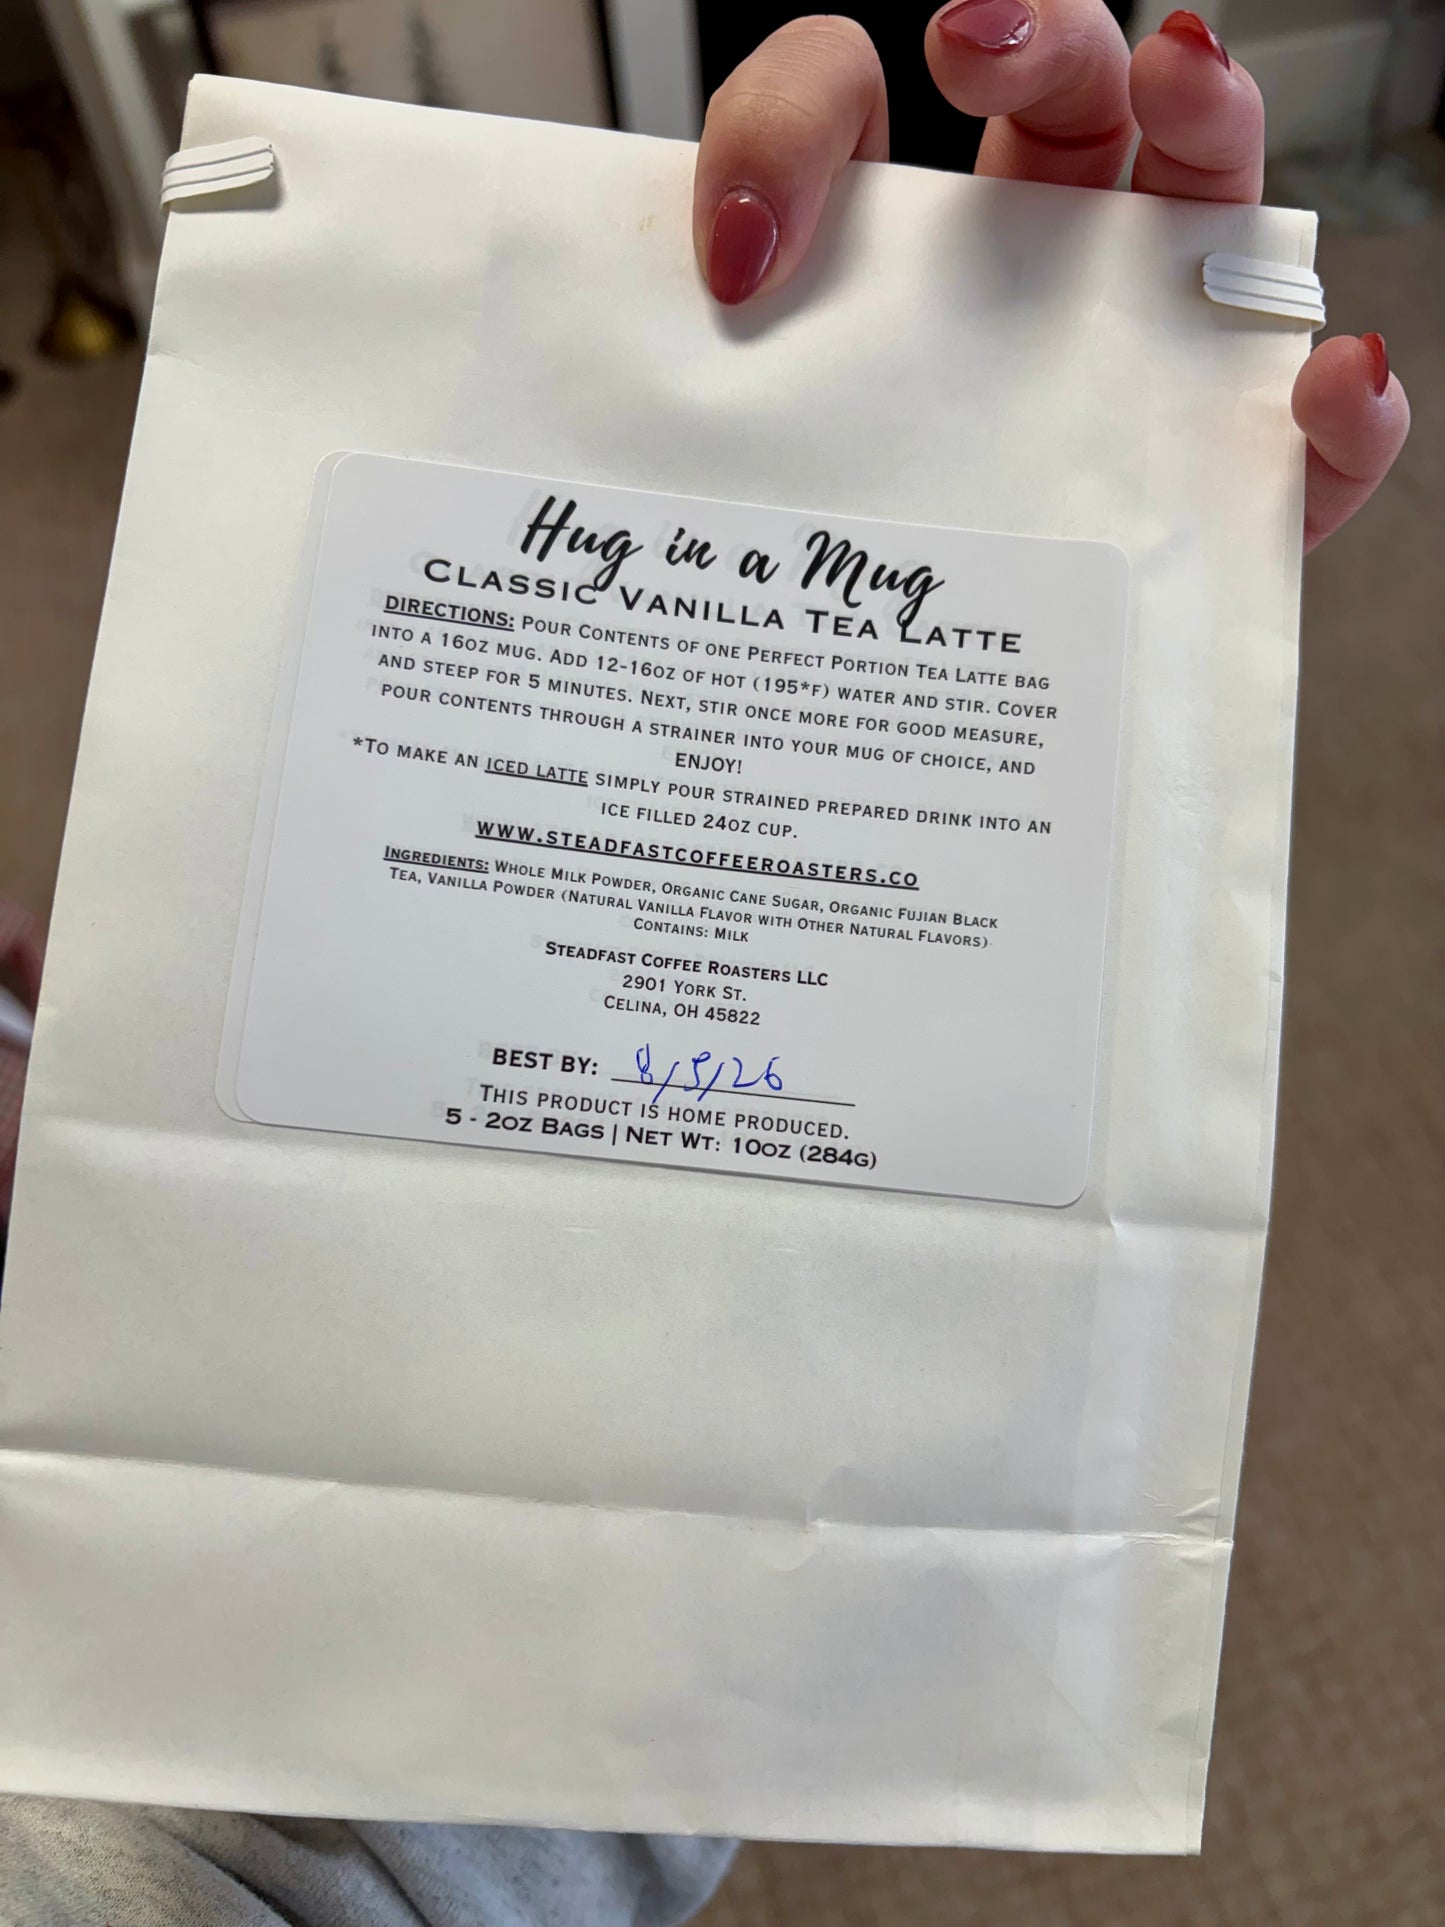 Hug in a Mug
Classic Vanilla Tea Latte
DIRECTIONS: Pour Contents of one Perfect Portion Tea Latte bag
into a 16oz mug. Add 12-16oz of hot (195*F) water and stir. Cover
and steep for 5 minutes. Next, stir once more for good measure,
pour contents through a strainer into your mug of choice, and
enjoy!
*To make an iced latte simply pour strained prepared drink into an
ice filled 24oz cup.
www.steadfastcoffeeroasters.co
Ingredients: Whole Milk Powder, Organic Cane Sugar, Organic Fujian Black
Tea, Vanilla Powder (Natural Vanilla Flavor with Other Natural Flavors)
Contains: Milk
Steadfast Coffee Roasters LLC
2901 York St.
Celina, OH 45822
BEST BY: 8/5/26
This product is home produced.
5 - 2oz Bags | Net Wt: 10oz (284g)